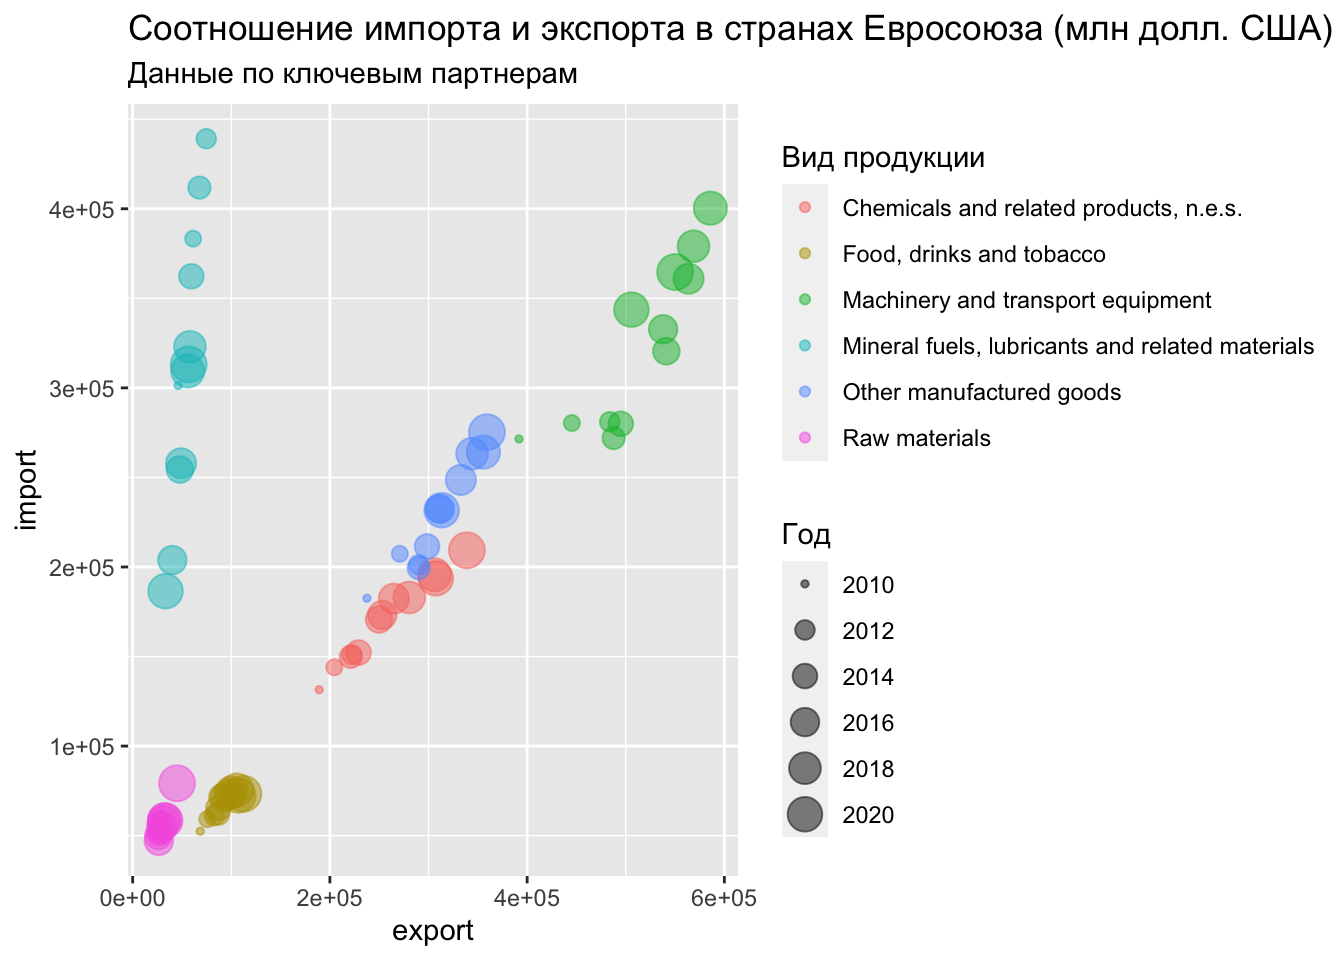 Соотношение импорта и экспорта в странах Евросоюза (млн долл. США)
Данные по ключевым партнерам
import
4e+05
3e+05
2e+05
1e+05
0e+00
2e+05
4e+05
6e+05
export
Вид продукции
Chemicals and related products, n.e.s.
Food, drinks and tobacco
Machinery and transport equipment
Mineral fuels, lubricants and related materials
Other manufactured goods
Raw materials
Год
2010
2012
2014
2016
2018
2020